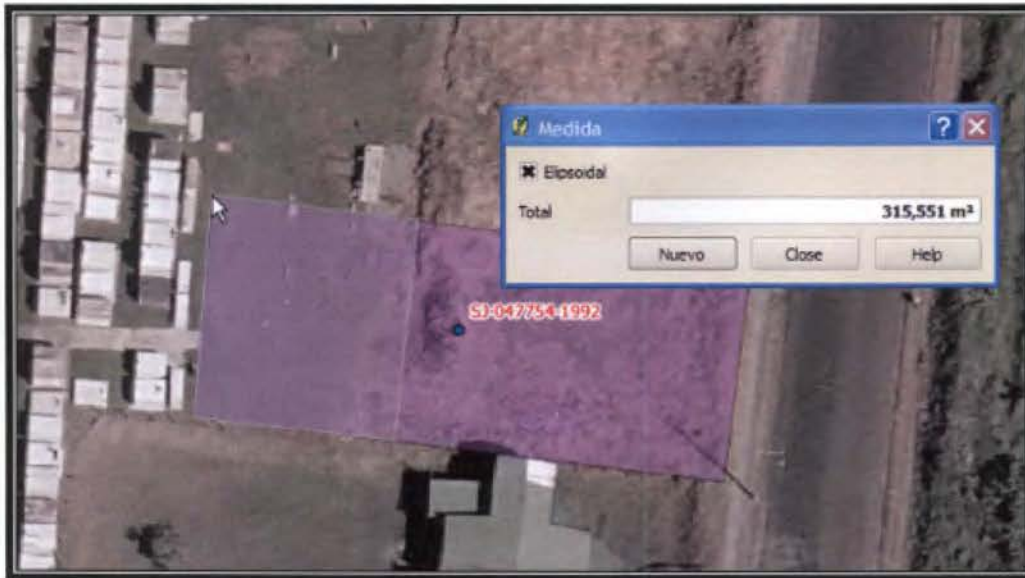 Medida
Elipsoidal
Total 315,551 m²
Nuevo Close Help
SJ-047754-1992